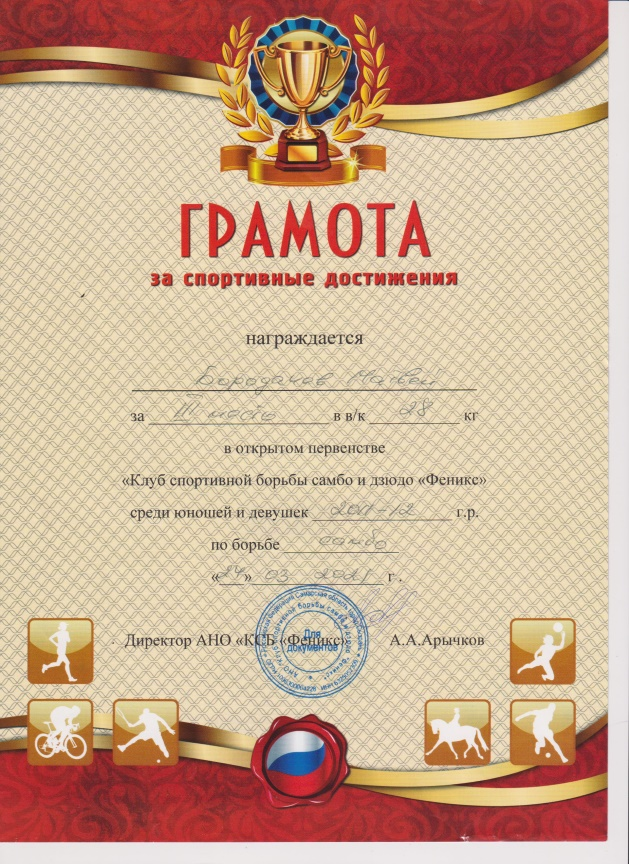 ГРАМОТА
за спортивные достижения
награждается
Бородачев Матвей
за III место в в/к 28 кг
в открытом первенстве
«Клуб спортивной борьбы самбо и дзюдо «Феникс»
среди юношей и девушек 2011-12 г.р.
по борьбе самбо
«27» 03 2021 г.
Директор АНО «КСБ «Феникс» А.А.Арычков
Для
документов